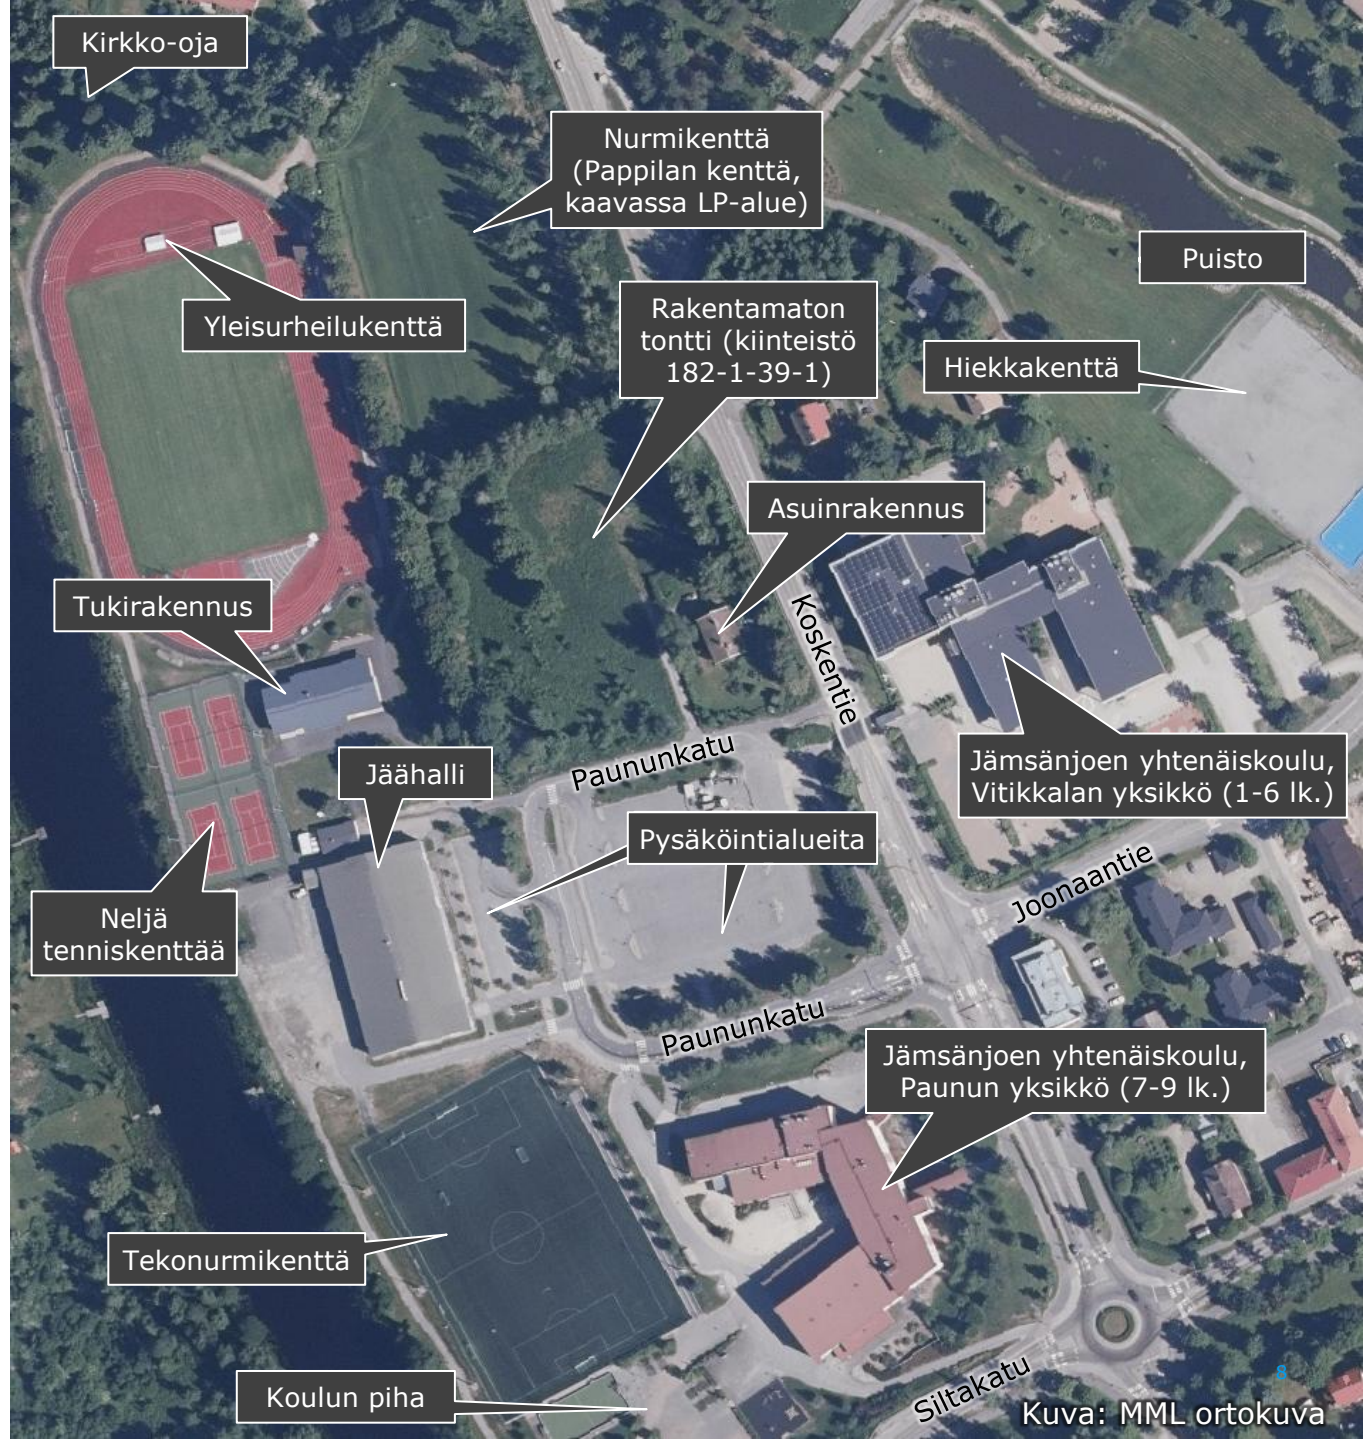 Kirkko-oja
Nurmikenttä
(Pappilan kenttä,
kaavassa LP-alue)
Puisto
Yleisurheilukenttä
Rakentamaton
tontti (kiinteistö
182-1-39-1)
Hiekkakenttä
Asuinrakennus
Tukirakennus
Koskentie
Paununkatu
Jäähalli
Jämsänjoen yhtenäiskoulu,
Vitikkalan yksikkö (1-6 lk.)
Pysäköintialueita
Joonaantie
Neljä
tenniskenttää
Paununkatu
Jämsänjoen yhtenäiskoulu,
Paunun yksikkö (7-9 lk.)
Tekonurmikenttä
Koulun piha
Siltakatu
8
Kuva: MML ortokuva